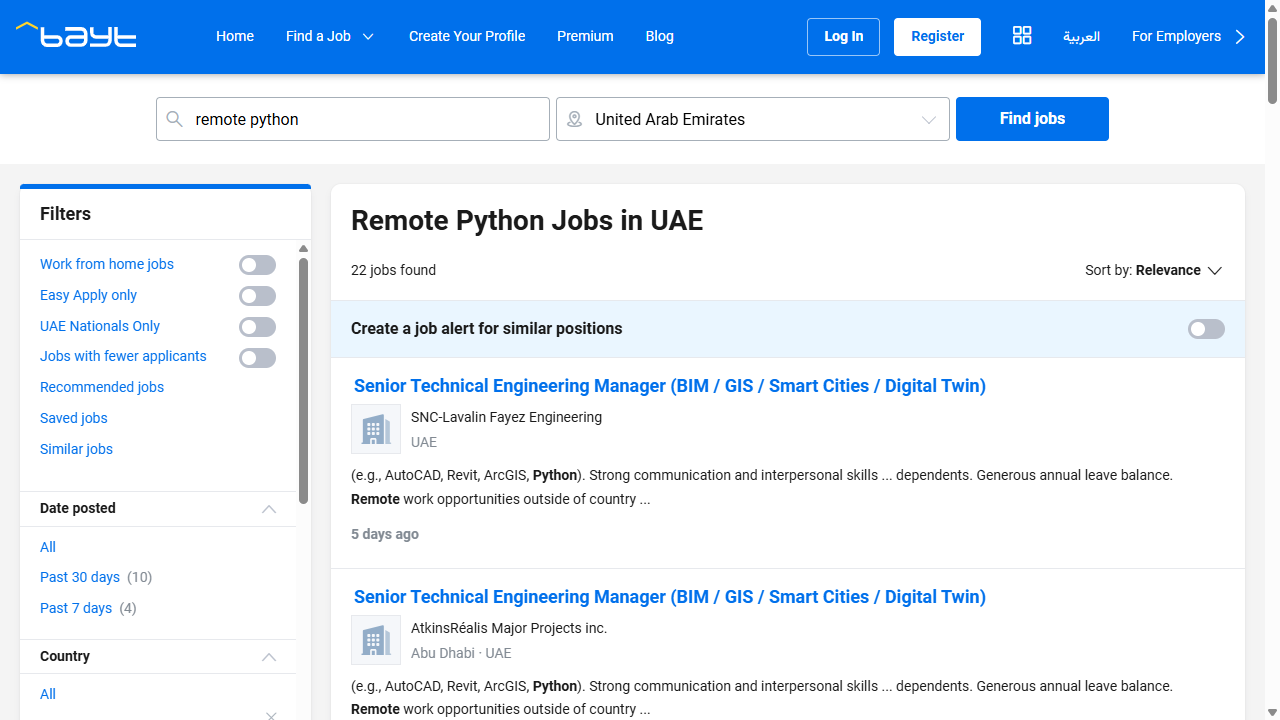 bayt
Home
Find a Job
Create Your Profile
Premium
Blog
Log In
Register
العربية
For Employers
remote python
United Arab Emirates
Find jobs
Filters
Work from home jobs
Easy Apply only
UAE Nationals Only
Jobs with fewer applicants
Recommended jobs
Saved jobs
Similar jobs
Date posted
All
Past 30 days (10)
Past 7 days (4)
Country
All
Remote Python Jobs in UAE
22 jobs found
Sort by: Relevance
Create a job alert for similar positions
Senior Technical Engineering Manager (BIM / GIS / Smart Cities / Digital Twin)
SNC-Lavalin Fayez Engineering
UAE
(e.g., AutoCAD, Revit, ArcGIS, Python). Strong communication and interpersonal skills ... dependents. Generous annual leave balance.
Remote work opportunities outside of country ...
5 days ago
Senior Technical Engineering Manager (BIM / GIS / Smart Cities / Digital Twin)
AtkinsRéalis Major Projects inc.
Abu Dhabi · UAE
(e.g., AutoCAD, Revit, ArcGIS, Python). Strong communication and interpersonal skills ... dependents. Generous annual leave balance.
Remote work opportunities outside of country ...